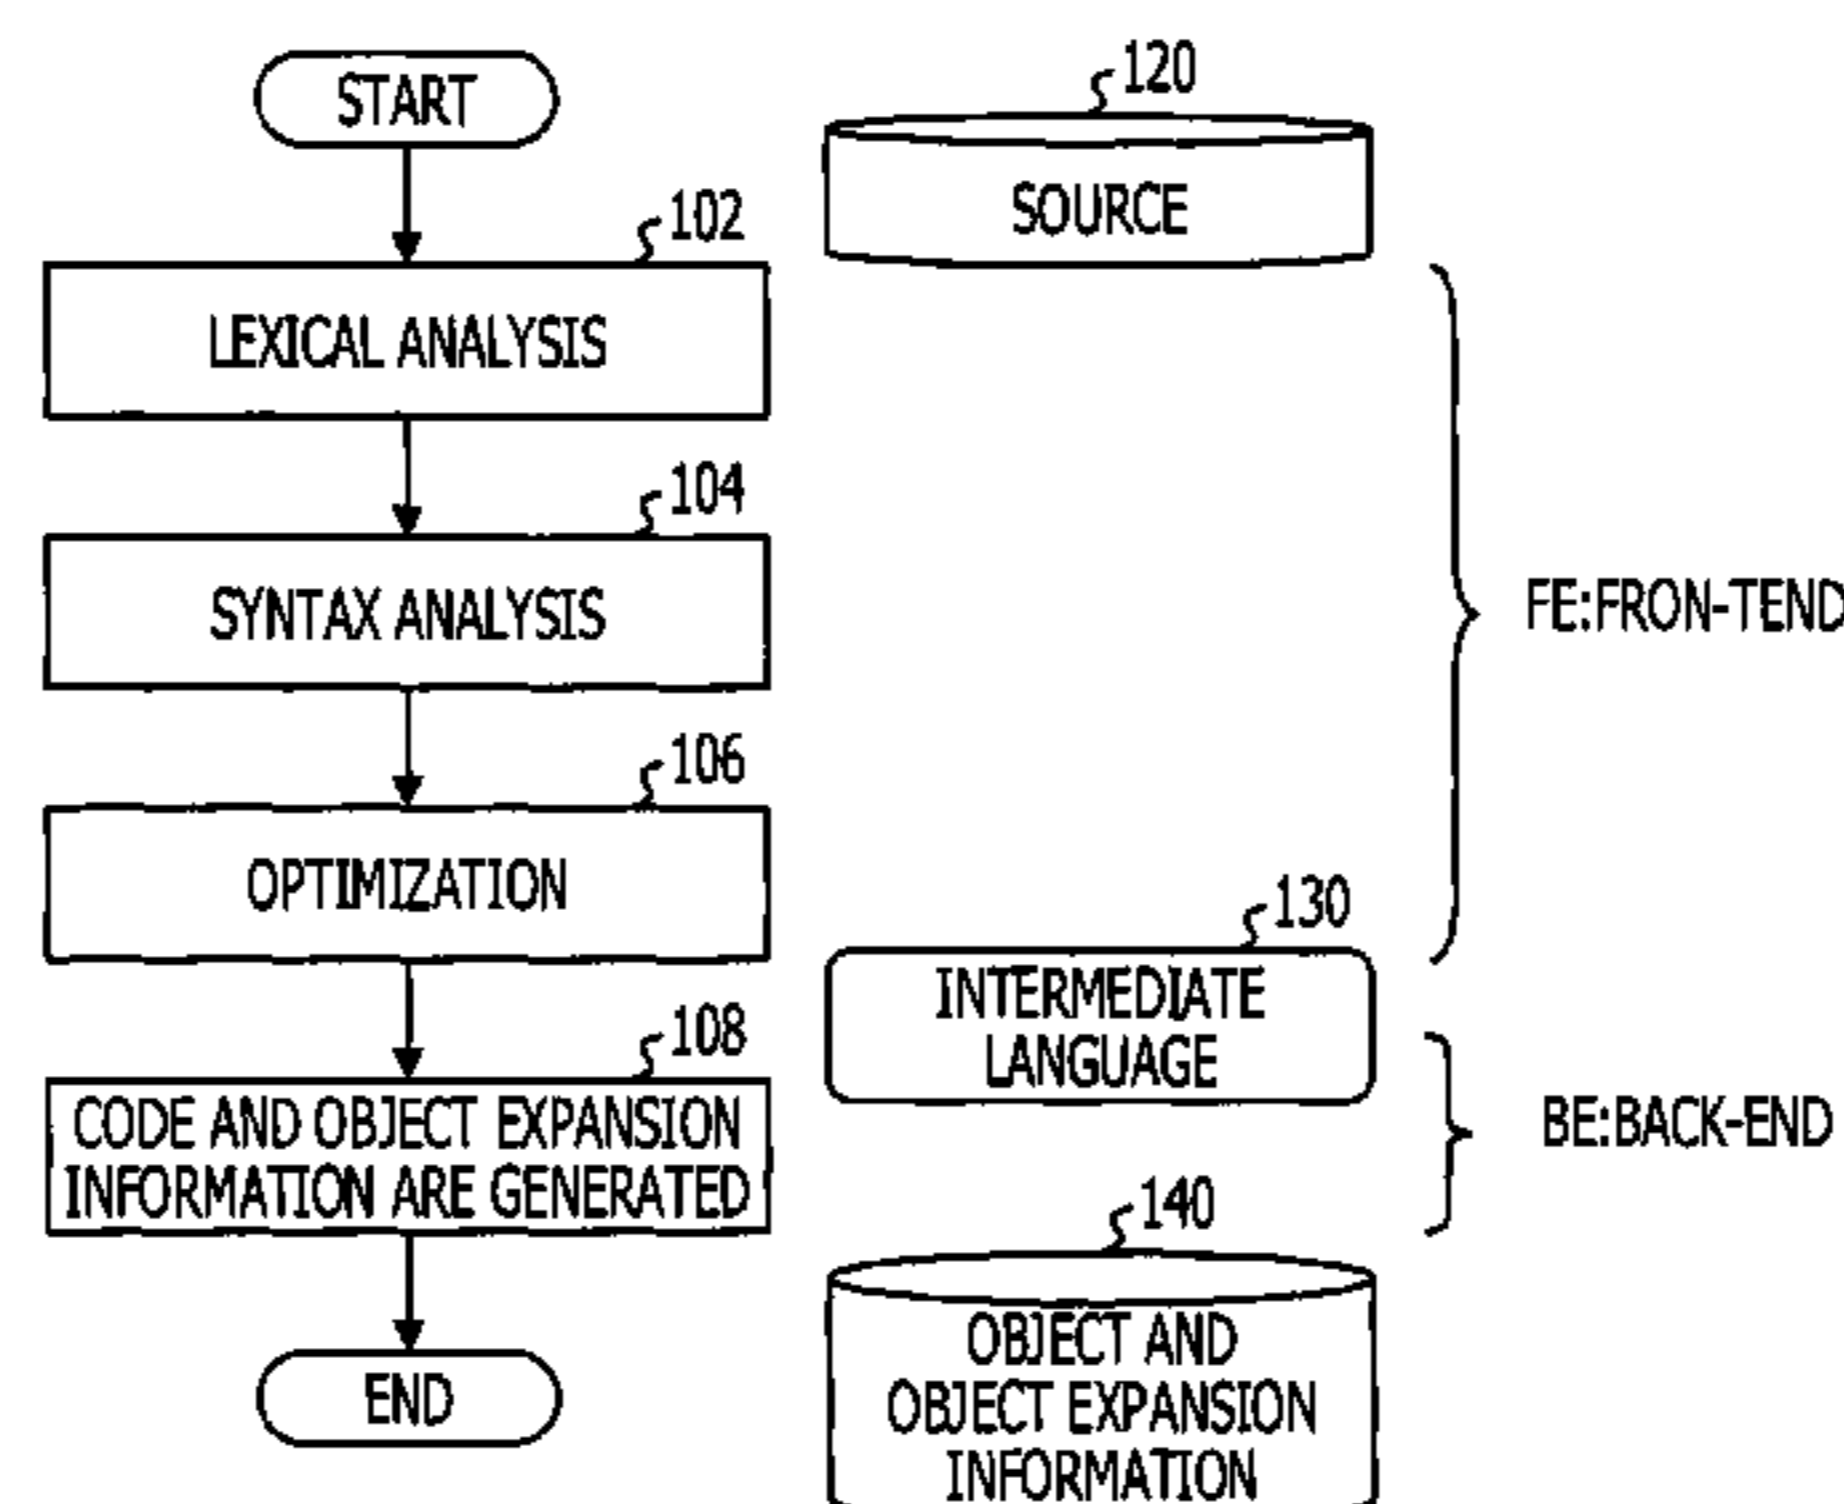 START
120
SOURCE
102
LEXICAL ANALYSIS
104
SYNTAX ANALYSIS
FE:FRON-TEND
106
OPTIMIZATION
130
INTERMEDIATE
LANGUAGE
108
CODE AND OBJECT EXPANSION
INFORMATION ARE GENERATED
BE:BACK-END
140
OBJECT AND
OBJECT EXPANSION
INFORMATION
END